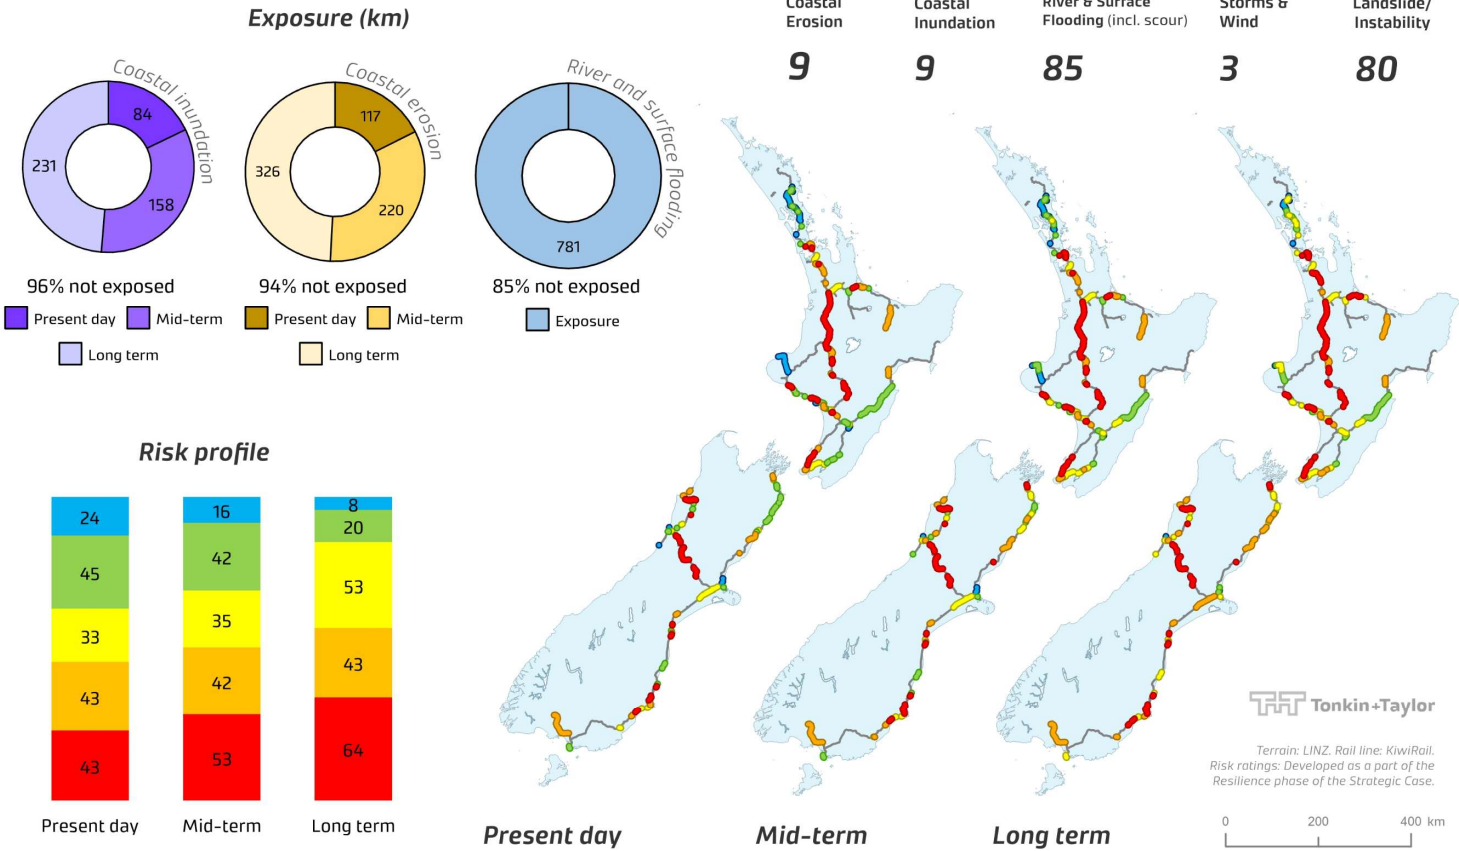 Exposure (km)
Coastal
Erosion
Coastal
Inundation
River & Surface
Flooding (incl. scour)
Storms &
Wind
Landslide/
Instability
9
9
85
3
80
Coastal inundation
84
158
231
96% not exposed
Present day
Mid-term
Long term
Coastal erosion
117
220
326
94% not exposed
Present day
Mid-term
Long term
River and surface flooding
781
85% not exposed
Exposure
Risk profile
24
45
33
43
43
Present day
16
42
35
42
53
Mid-term
8
20
53
43
64
Long term
Present day
Mid-term
Long term
Tonkin+Taylor
Terrain: LINZ. Rail line: KiwiRail.
Risk ratings: Developed as a part of the
Resilience phase of the Strategic Case.
0
200
400 km